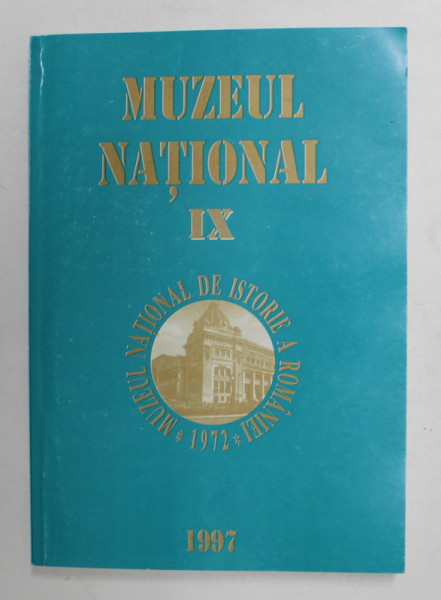 MUZEUL
NAȚIONAL
IX
MUZEUL NAȚIONAL DE ISTORIE A ROMÂNIEI
* 1972 *
1997